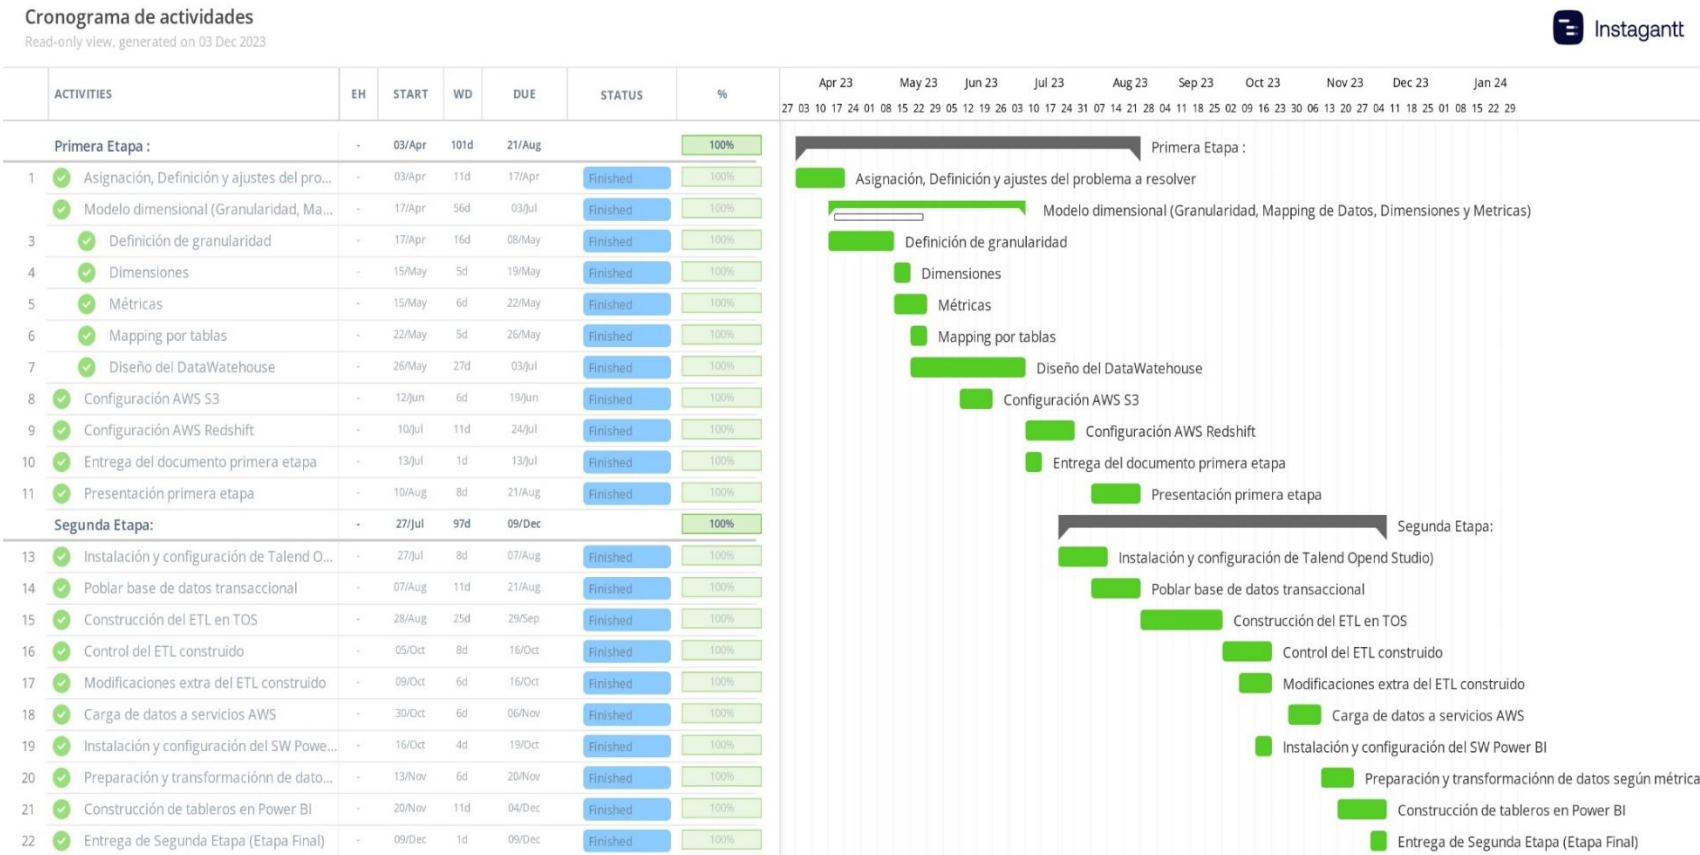 Cronograma de actividades
Read-only view, generated on 03 Dec 2023
Instagantt
ACTIVITIES EH START WD DUE STATUS %
Apr 23 May 23 Jun 23 Jul 23 Aug 23 Sep 23 Oct 23 Nov 23 Dec 23 Jan 24
27 03 10 17 24 01 08 15 22 29 05 12 19 26 03 10 17 24 31 07 14 21 28 04 11 18 25 02 09 16 23 30 06 13 20 27 04 11 18 25 01 08 15 22 29
Primera Etapa : - 03/Apr 101d 21/Aug 100% Primera Etapa :
1 Asignación, Definición y ajustes del pro... - 03/Apr 11d 17/Apr Finished 100% Asignación, Definición y ajustes del problema a resolver
Modelo dimensional (Granularidad, Ma... - 17/Apr 56d 03/Jul Finished 100% Modelo dimensional (Granularidad, Mapping de Datos, Dimensiones y Metricas)
3 Definición de granularidad - 17/Apr 16d 08/May Finished 100% Definición de granularidad
4 Dimensiones - 15/May 5d 19/May Finished 100% Dimensiones
5 Métricas - 15/May 6d 22/May Finished 100% Métricas
6 Mapping por tablas - 22/May 5d 26/May Finished 100% Mapping por tablas
7 Diseño del DataWatehouse - 26/May 27d 03/Jul Finished 100% Diseño del DataWatehouse
8 Configuración AWS S3 - 12/Jun 6d 19/Jun Finished 100% Configuración AWS S3
9 Configuración AWS Redshift - 10/Jul 11d 24/Jul Finished 100% Configuración AWS Redshift
10 Entrega del documento primera etapa - 13/Jul 1d 13/Jul Finished 100% Entrega del documento primera etapa
11 Presentación primera etapa - 10/Aug 8d 21/Aug Finished 100% Presentación primera etapa
Segunda Etapa: - 27/Jul 97d 09/Dec 100% Segunda Etapa:
13 Instalación y configuración de Talend O... - 27/Jul 8d 07/Aug Finished 100% Instalación y configuración de Talend Opend Studio)
14 Poblar base de datos transaccional - 07/Aug 11d 21/Aug Finished 100% Poblar base de datos transaccional
15 Construcción del ETL en TOS - 28/Aug 25d 29/Sep Finished 100% Construcción del ETL en TOS
16 Control del ETL construido - 05/Oct 8d 16/Oct Finished 100% Control del ETL construido
17 Modificaciones extra del ETL construido - 09/Oct 6d 16/Oct Finished 100% Modificaciones extra del ETL construido
18 Carga de datos a servicios AWS - 30/Oct 6d 06/Nov Finished 100% Carga de datos a servicios AWS
19 Instalación y configuración del SW Powe... - 16/Oct 4d 19/Oct Finished 100% Instalación y configuración del SW Power BI
20 Preparación y transformaciónn de dato... - 13/Nov 6d 20/Nov Finished 100% Preparación y transformaciónn de datos según métrica
21 Construcción de tableros en Power BI - 20/Nov 11d 04/Dec Finished 100% Construcción de tableros en Power BI
22 Entrega de Segunda Etapa (Etapa Final) - 09/Dec 1d 09/Dec Finished 100% Entrega de Segunda Etapa (Etapa Final)